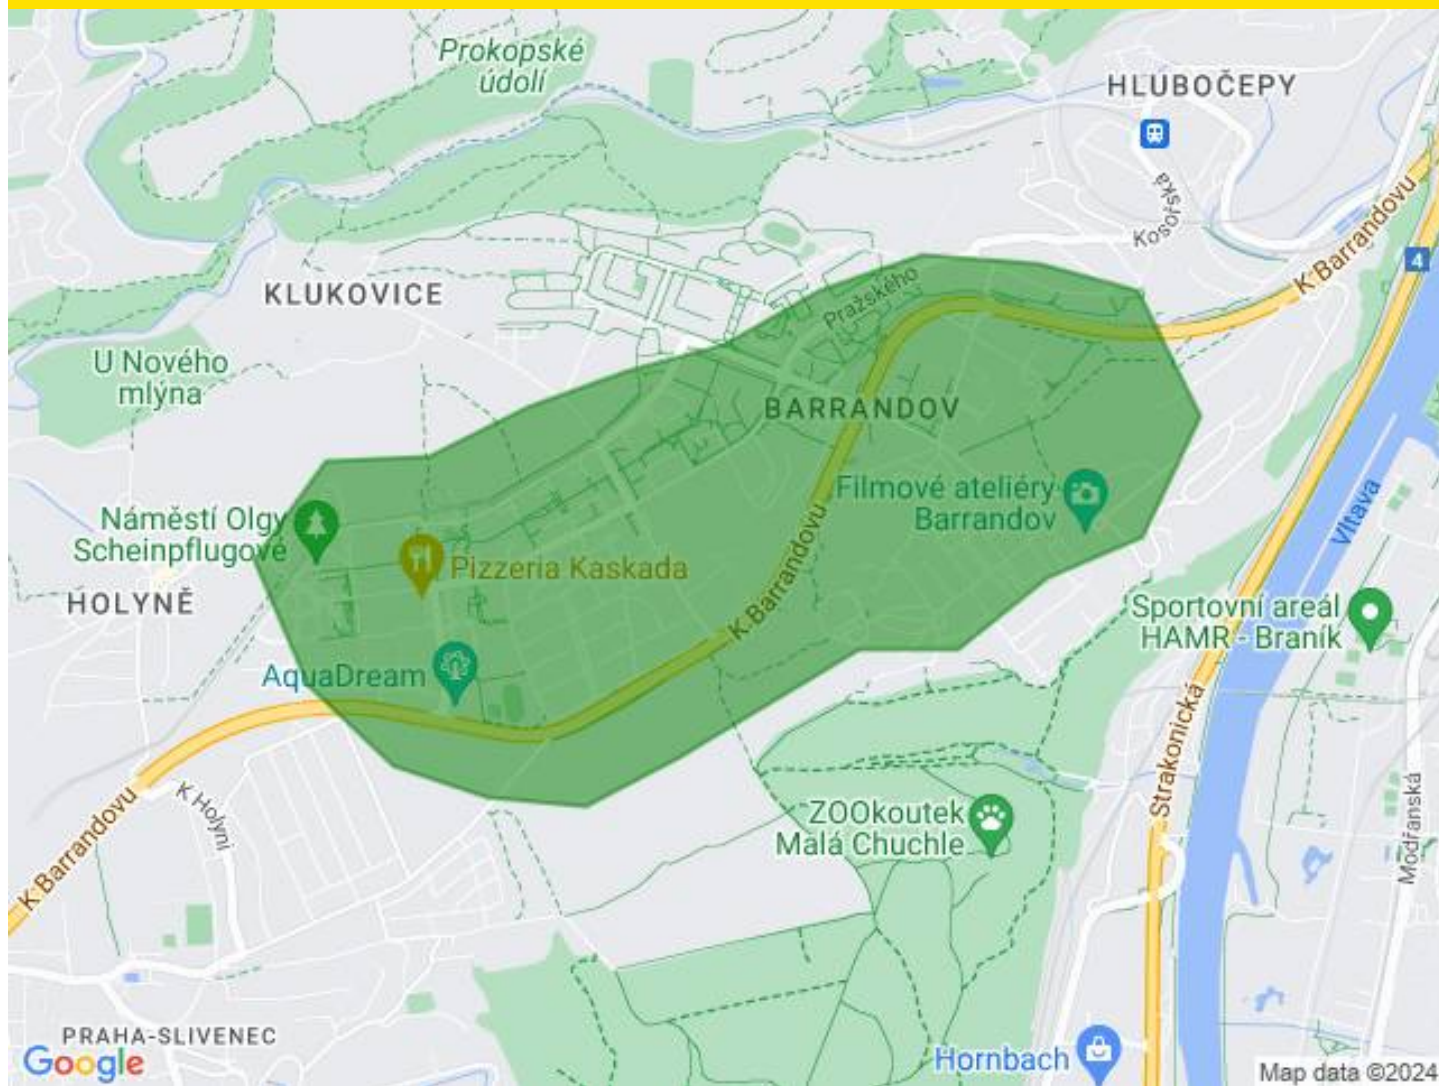 Prokopské
údolí
HLUBOČEPY
Kosořská
K Barrandovu
4
KLUKOVICE
Pražského
U Nového
mlýna
BARRANDOV
Filmové ateliéry
Barrandov
Vltava
Náměstí Olgy
Scheinpflugové
Pizzeria Kaskada
K Barrandovu
HOLYNĚ
Sportovní areál
HAMR - Braník
AquaDream
Strakonická
K Holyni
K Barrandovu
ZOOkoutek
Malá Chuchle
Modřanská
PRAHA-SLIVENEC
Google
Hornbach
Map data ©2024